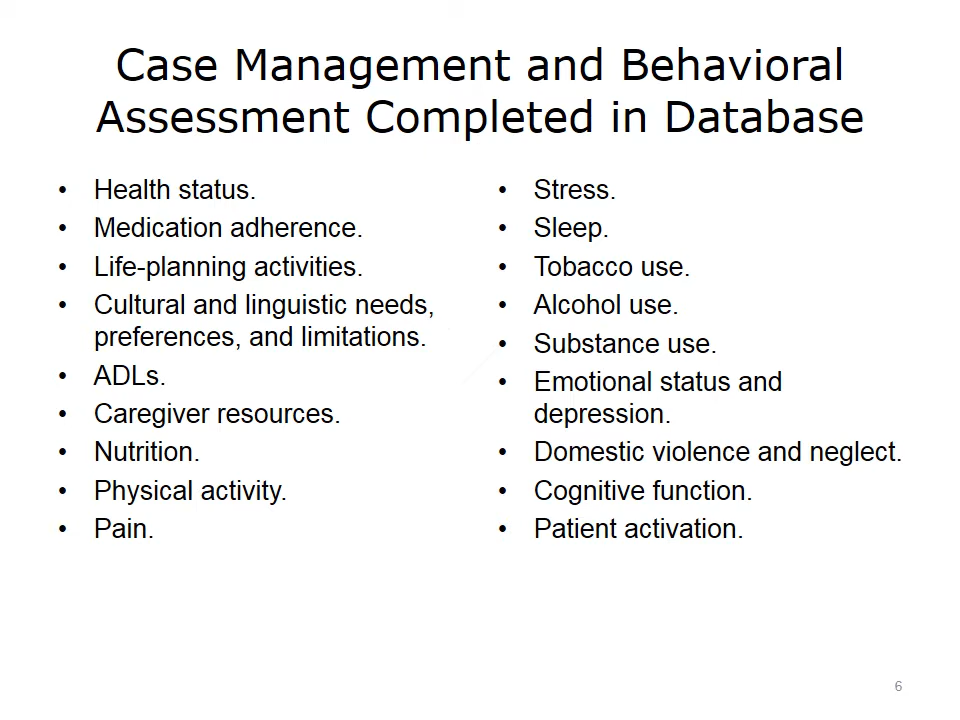 Case Management and Behavioral
Assessment Completed in Database
• Health status.
• Medication adherence.
• Life-planning activities.
• Cultural and linguistic needs,
preferences, and limitations.
• ADLs.
• Caregiver resources.
• Nutrition.
• Physical activity.
• Pain.
• Stress.
• Sleep.
• Tobacco use.
• Alcohol use.
• Substance use.
• Emotional status and
depression.
• Domestic violence and neglect.
• Cognitive function.
• Patient activation.
6